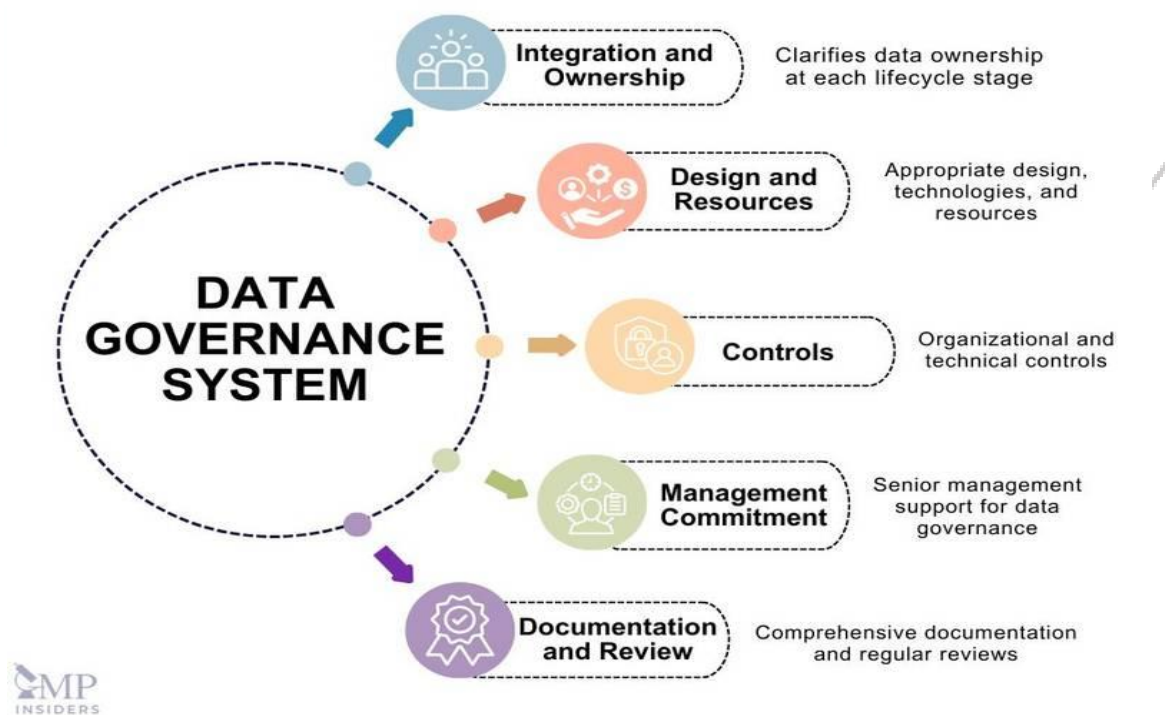 Integration and
Ownership
Clarifies data ownership
at each lifecycle stage
Design and
Resources
Appropriate design,
technologies, and
resources
DATA
GOVERNANCE
SYSTEM
Controls
Organizational and
technical controls
Management
Commitment
Senior management
support for data
governance
Documentation
and Review
Comprehensive documentation
and regular reviews
GMP
INSIDERS